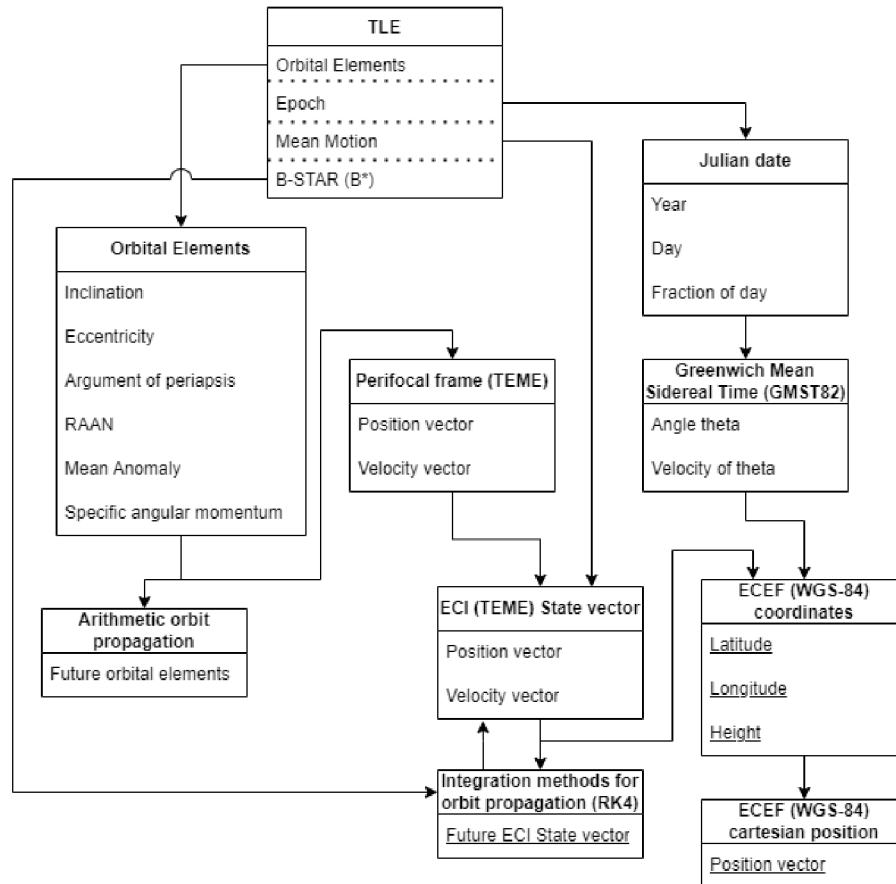 TLE
Orbital Elements
Epoch
Mean Motion
B-STAR (B*)
Julian date
Year
Day
Fraction of day
Orbital Elements
Inclination
Eccentricity
Argument of periapsis
RAAN
Mean Anomaly
Specific angular momentum
Perifocal frame (TEME)
Position vector
Velocity vector
Greenwich Mean
Sidereal Time (GMST82)
Angle theta
Velocity of theta
Arithmetic orbit
propagation
Future orbital elements
ECI (TEME) State vector
Position vector
Velocity vector
ECEF (WGS-84)
coordinates
Latitude
Longitude
Height
Integration methods for
orbit propagation (RK4)
Future ECI State vector
ECEF (WGS-84)
cartesian position
Position vector